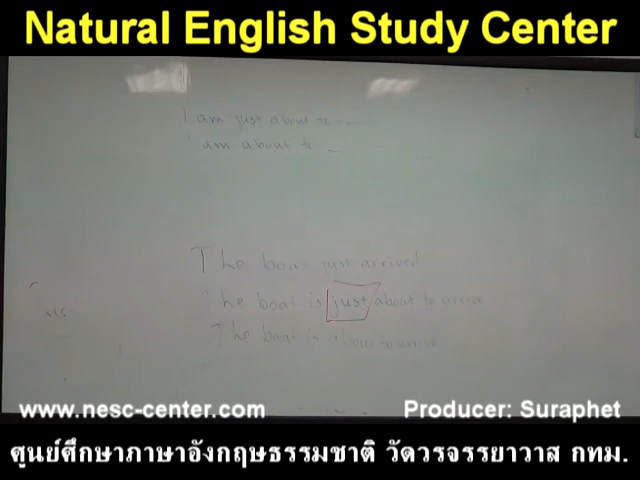 Natural English Study Center
I am just about to
I am about to
The boat just arrived
The boat is just about to arrive
The boat is about to arrive
www.nesc-center.com Producer: Suraphet
ศูนย์ศึกษาภาษาอังกฤษธรรมชาติ วัดวรจรรยาวาส กทม.